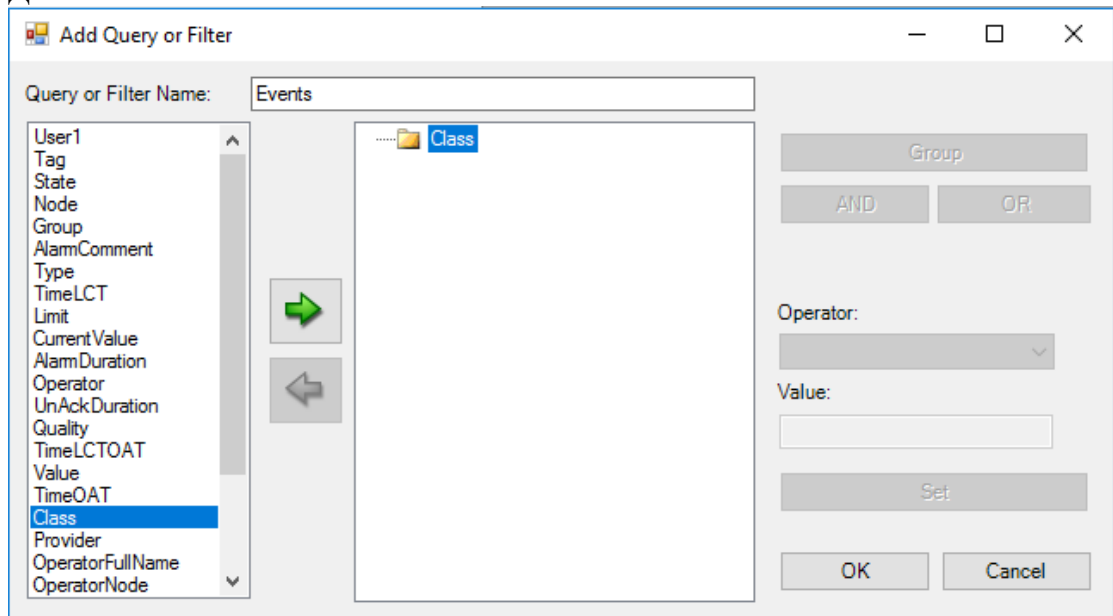 Add Query or Filter
Query or Filter Name: Events
User1
Tag
State
Node
Group
AlarmComment
Type
TimeLCT
Limit
CurrentValue
AlarmDuration
Operator
UnAckDuration
Quality
TimeLCTOAT
Value
TimeOAT
Class
Provider
OperatorFullName
OperatorNode
Class
Group
AND OR
Operator:
Value:
Set
OK Cancel